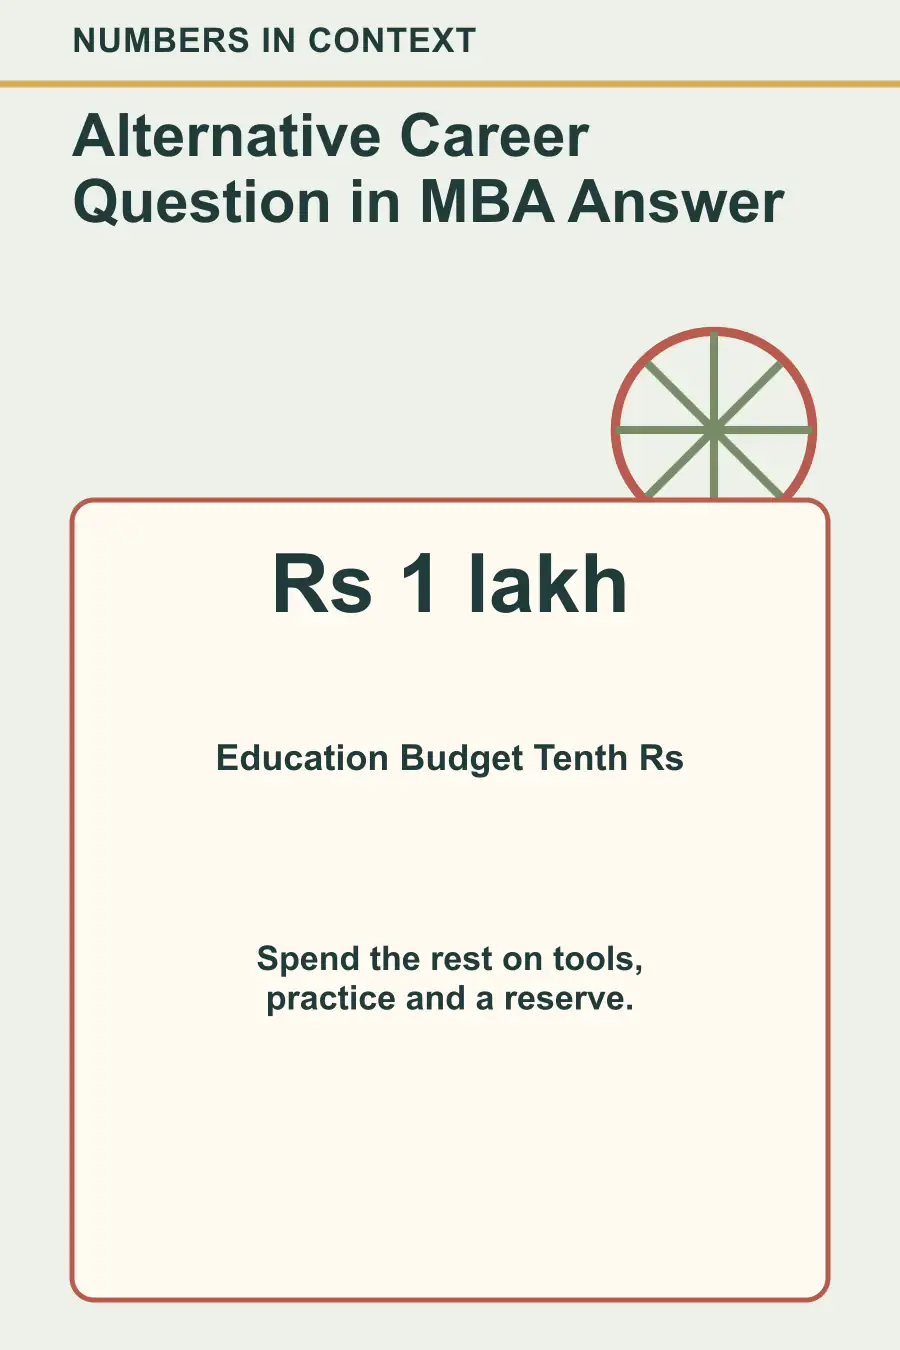 NUMBERS IN CONTEXT
Alternative Career
Question in MBA Answer
Rs 1 lakh
Education Budget Tenth Rs
Spend the rest on tools,
practice and a reserve.